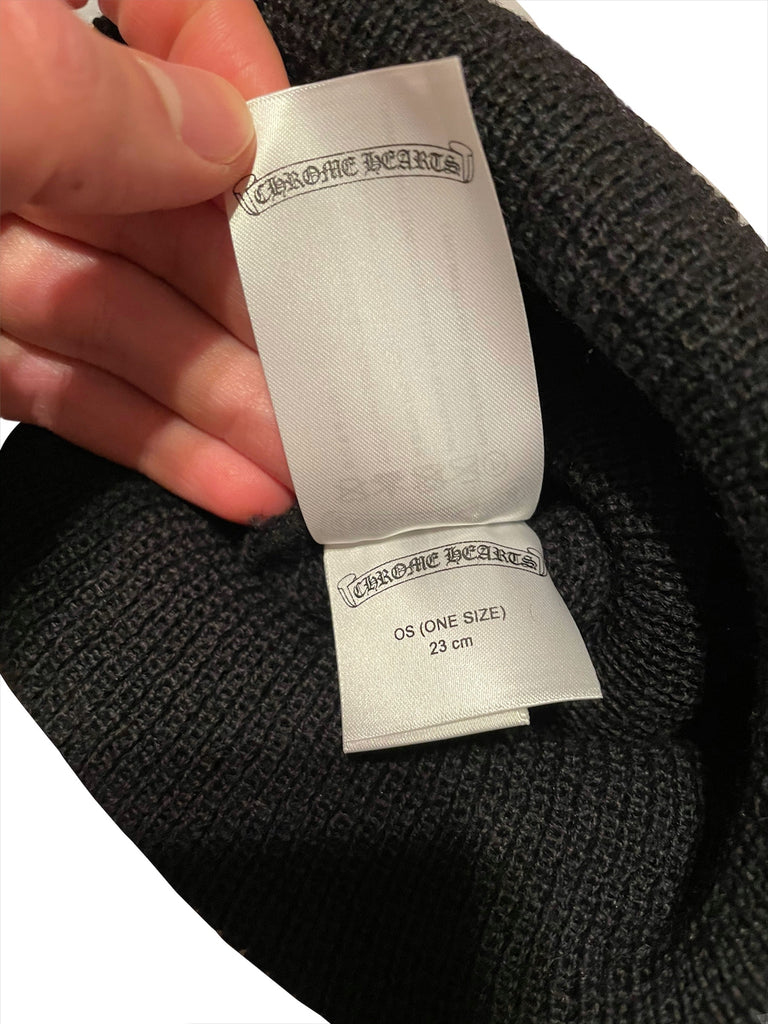 CHROME HEARTS
CHROME HEARTS
OS (ONE SIZE)
23 cm